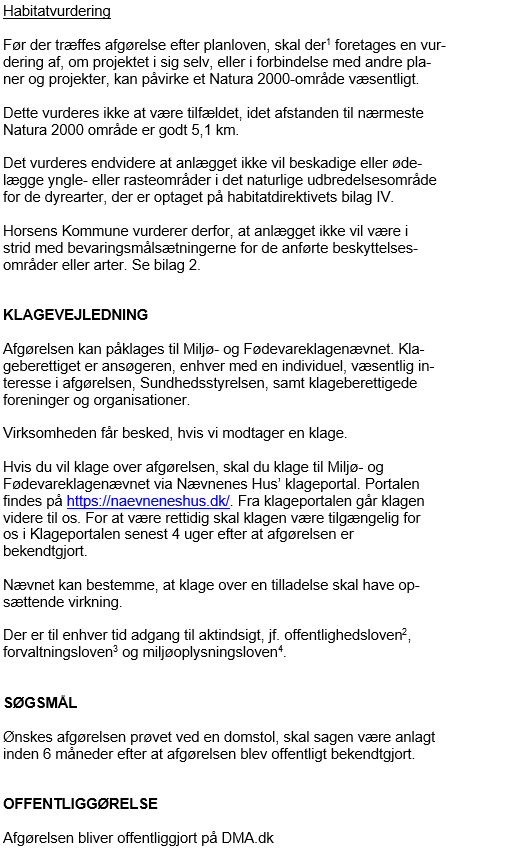 Habitatvurdering
Før der træffes afgørelse efter planloven, skal der¹ foretages en vur-
dering af, om projektet i sig selv, eller i forbindelse med andre pla-
ner og projekter, kan påvirke et Natura 2000-område væsentligt.
Dette vurderes ikke at være tilfældet, idet afstanden til nærmeste
Natura 2000 område er godt 5,1 km.
Det vurderes endvidere at anlægget ikke vil beskadige eller øde-
lægge yngle- eller rasteområder i det naturlige udbredelsesområde
for de dyrearter, der er optaget på habitatdirektivets bilag IV.
Horsens Kommune vurderer derfor, at anlægget ikke vil være i
strid med bevaringsmålsætningerne for de anførte beskyttelses-
områder eller arter. Se bilag 2.
KLAGEVEJLEDNING
Afgørelsen kan påklages til Miljø- og Fødevareklagenævnet. Kla-
geberettiget er ansøgeren, enhver med en individuel, væsentlig in-
teresse i afgørelsen, Sundhedsstyrelsen, samt klageberettigede
foreninger og organisationer.
Virksomheden får besked, hvis vi modtager en klage.
Hvis du vil klage over afgørelsen, skal du klage til Miljø- og
Fødevareklagenævnet via Nævnenes Hus’ klageportal. Portalen
findes på https://naevneneshus.dk/. Fra klageportalen går klagen
videre til os. For at være rettidig skal klagen være tilgængelig for
os i Klageportalen senest 4 uger efter at afgørelsen er
bekendtgjort.
Nævnet kan bestemme, at klage over en tilladelse skal have op-
sættende virkning.
Der er til enhver tid adgang til aktindsigt, jf. offentlighedsloven²,
forvaltningsloven³ og miljøoplysningsloven⁴.
SØGSMÅL
Ønskes afgørelsen prøvet ved en domstol, skal sagen være anlagt
inden 6 måneder efter at afgørelsen blev offentligt bekendtgjort.
OFFENTLIGGØRELSE
Afgørelsen bliver offentliggjort på DMA.dk